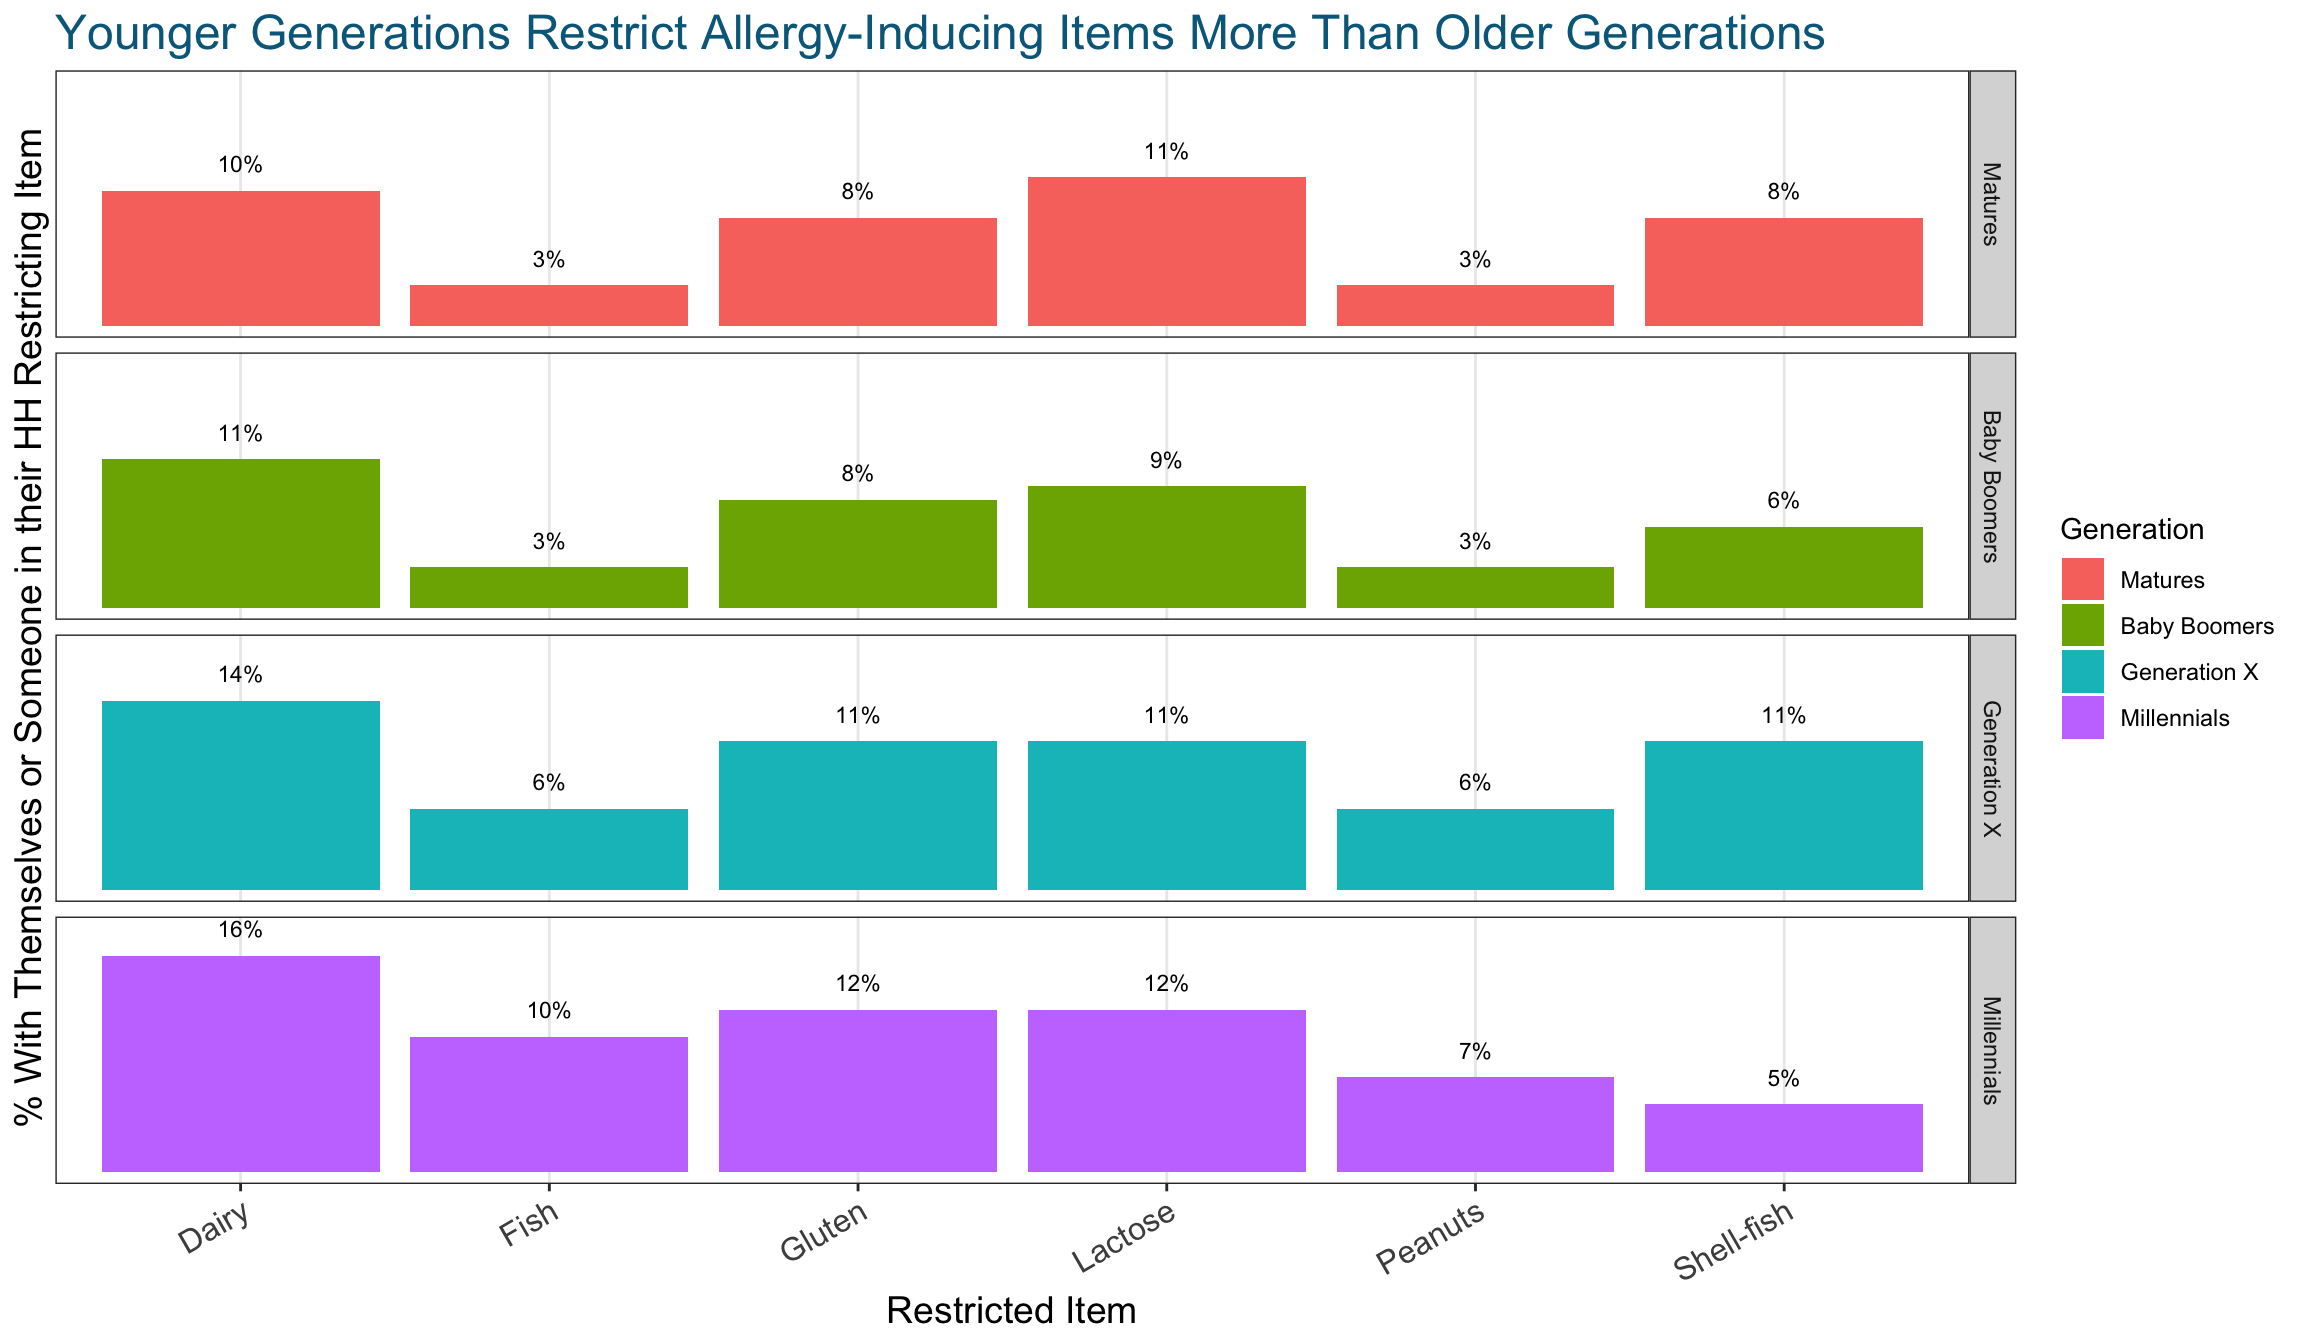 Younger Generations Restrict Allergy-Inducing Items More Than Older Generations
% With Themselves or Someone in their HH Restricting Item
10%
3%
8%
11%
3%
8%
Matures
11%
3%
8%
9%
3%
6%
Baby Boomers
14%
6%
11%
11%
6%
11%
Generation X
16%
10%
12%
12%
7%
5%
Millennials
Dairy
Fish
Gluten
Lactose
Peanuts
Shell-fish
Restricted Item
Generation
Matures
Baby Boomers
Generation X
Millennials